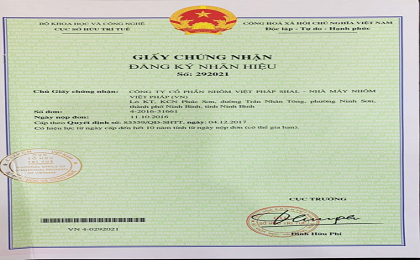 BỘ KHOA HỌC VÀ CÔNG NGHỆ
CỤC SỞ HỮU TRÍ TUỆ
CỘNG HÒA XÃ HỘI CHỦ NGHĨA VIỆT NAM
Độc lập - Tự do - Hạnh phúc
GIẤY CHỨNG NHẬN
ĐĂNG KÝ NHÃN HIỆU
Số: 292021
Chủ Giấy chứng nhận: CÔNG TY CỔ PHẦN NHÔM VIỆT PHÁP SHAL - NHÀ MÁY NHÔM
VIỆT PHÁP (VN)
Lô KT, KCN Phúc Sơn, đường Trần Nhân Tông, phường Ninh Sơn,
thành phố Ninh Bình, tỉnh Ninh Bình
Số đơn: 4-2016-31661
Ngày nộp đơn: 11.10.2016
Cấp theo Quyết định số: 83539/QĐ-SHTT, ngày: 04.12.2017
Có hiệu lực từ ngày cấp đến hết 10 năm tính từ ngày nộp đơn (có thể gia hạn).
CỤC TRƯỞNG
VN 4-0292021
Đinh Hữu Phí